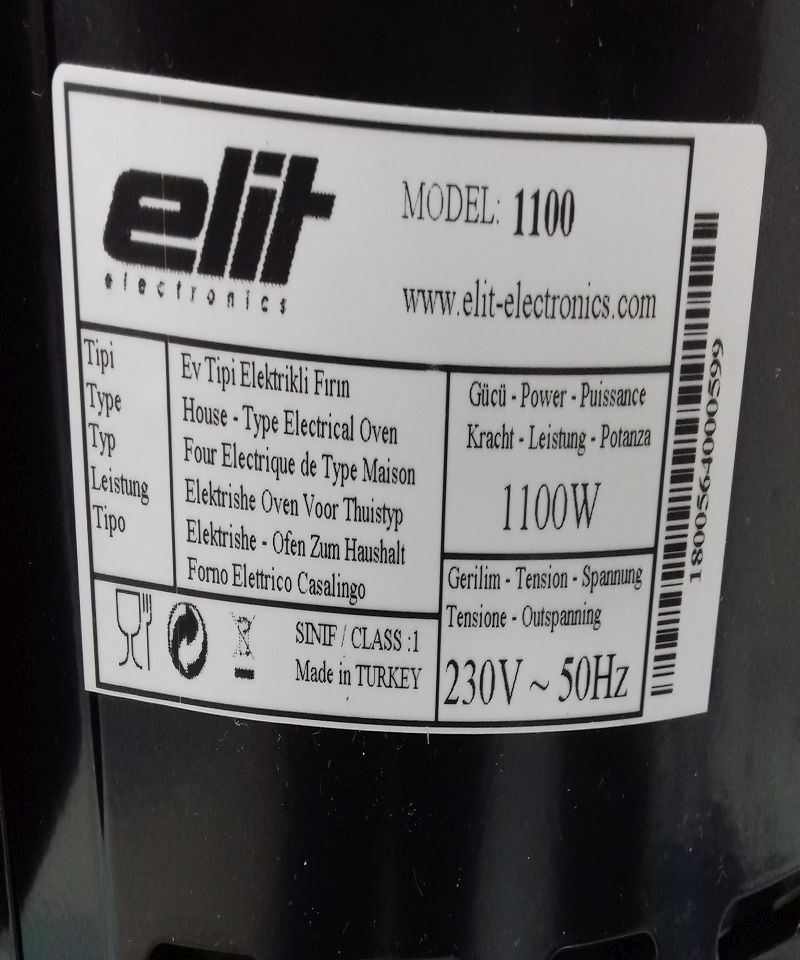 elit
electronics
MODEL: 1100
www.elit-electronics.com
Tipi
Type
Typ
Leistung
Tipo
Ev Tipi Elektrikli Fırın
House - Type Electrical Oven
Four Electrique de Type Maison
Elektrishe Oven Voor Thuistyp
Elektrishe - Ofen Zum Haushalt
Forno Elettrico Casalingo
Gücü - Power - Puissance
Kracht - Leistung - Potanza
1100W
Gerilim - Tension - Spannung
Tensione - Outspanning
230V ~ 50Hz
SINIF / CLASS :1
Made in TURKEY
1800564000599